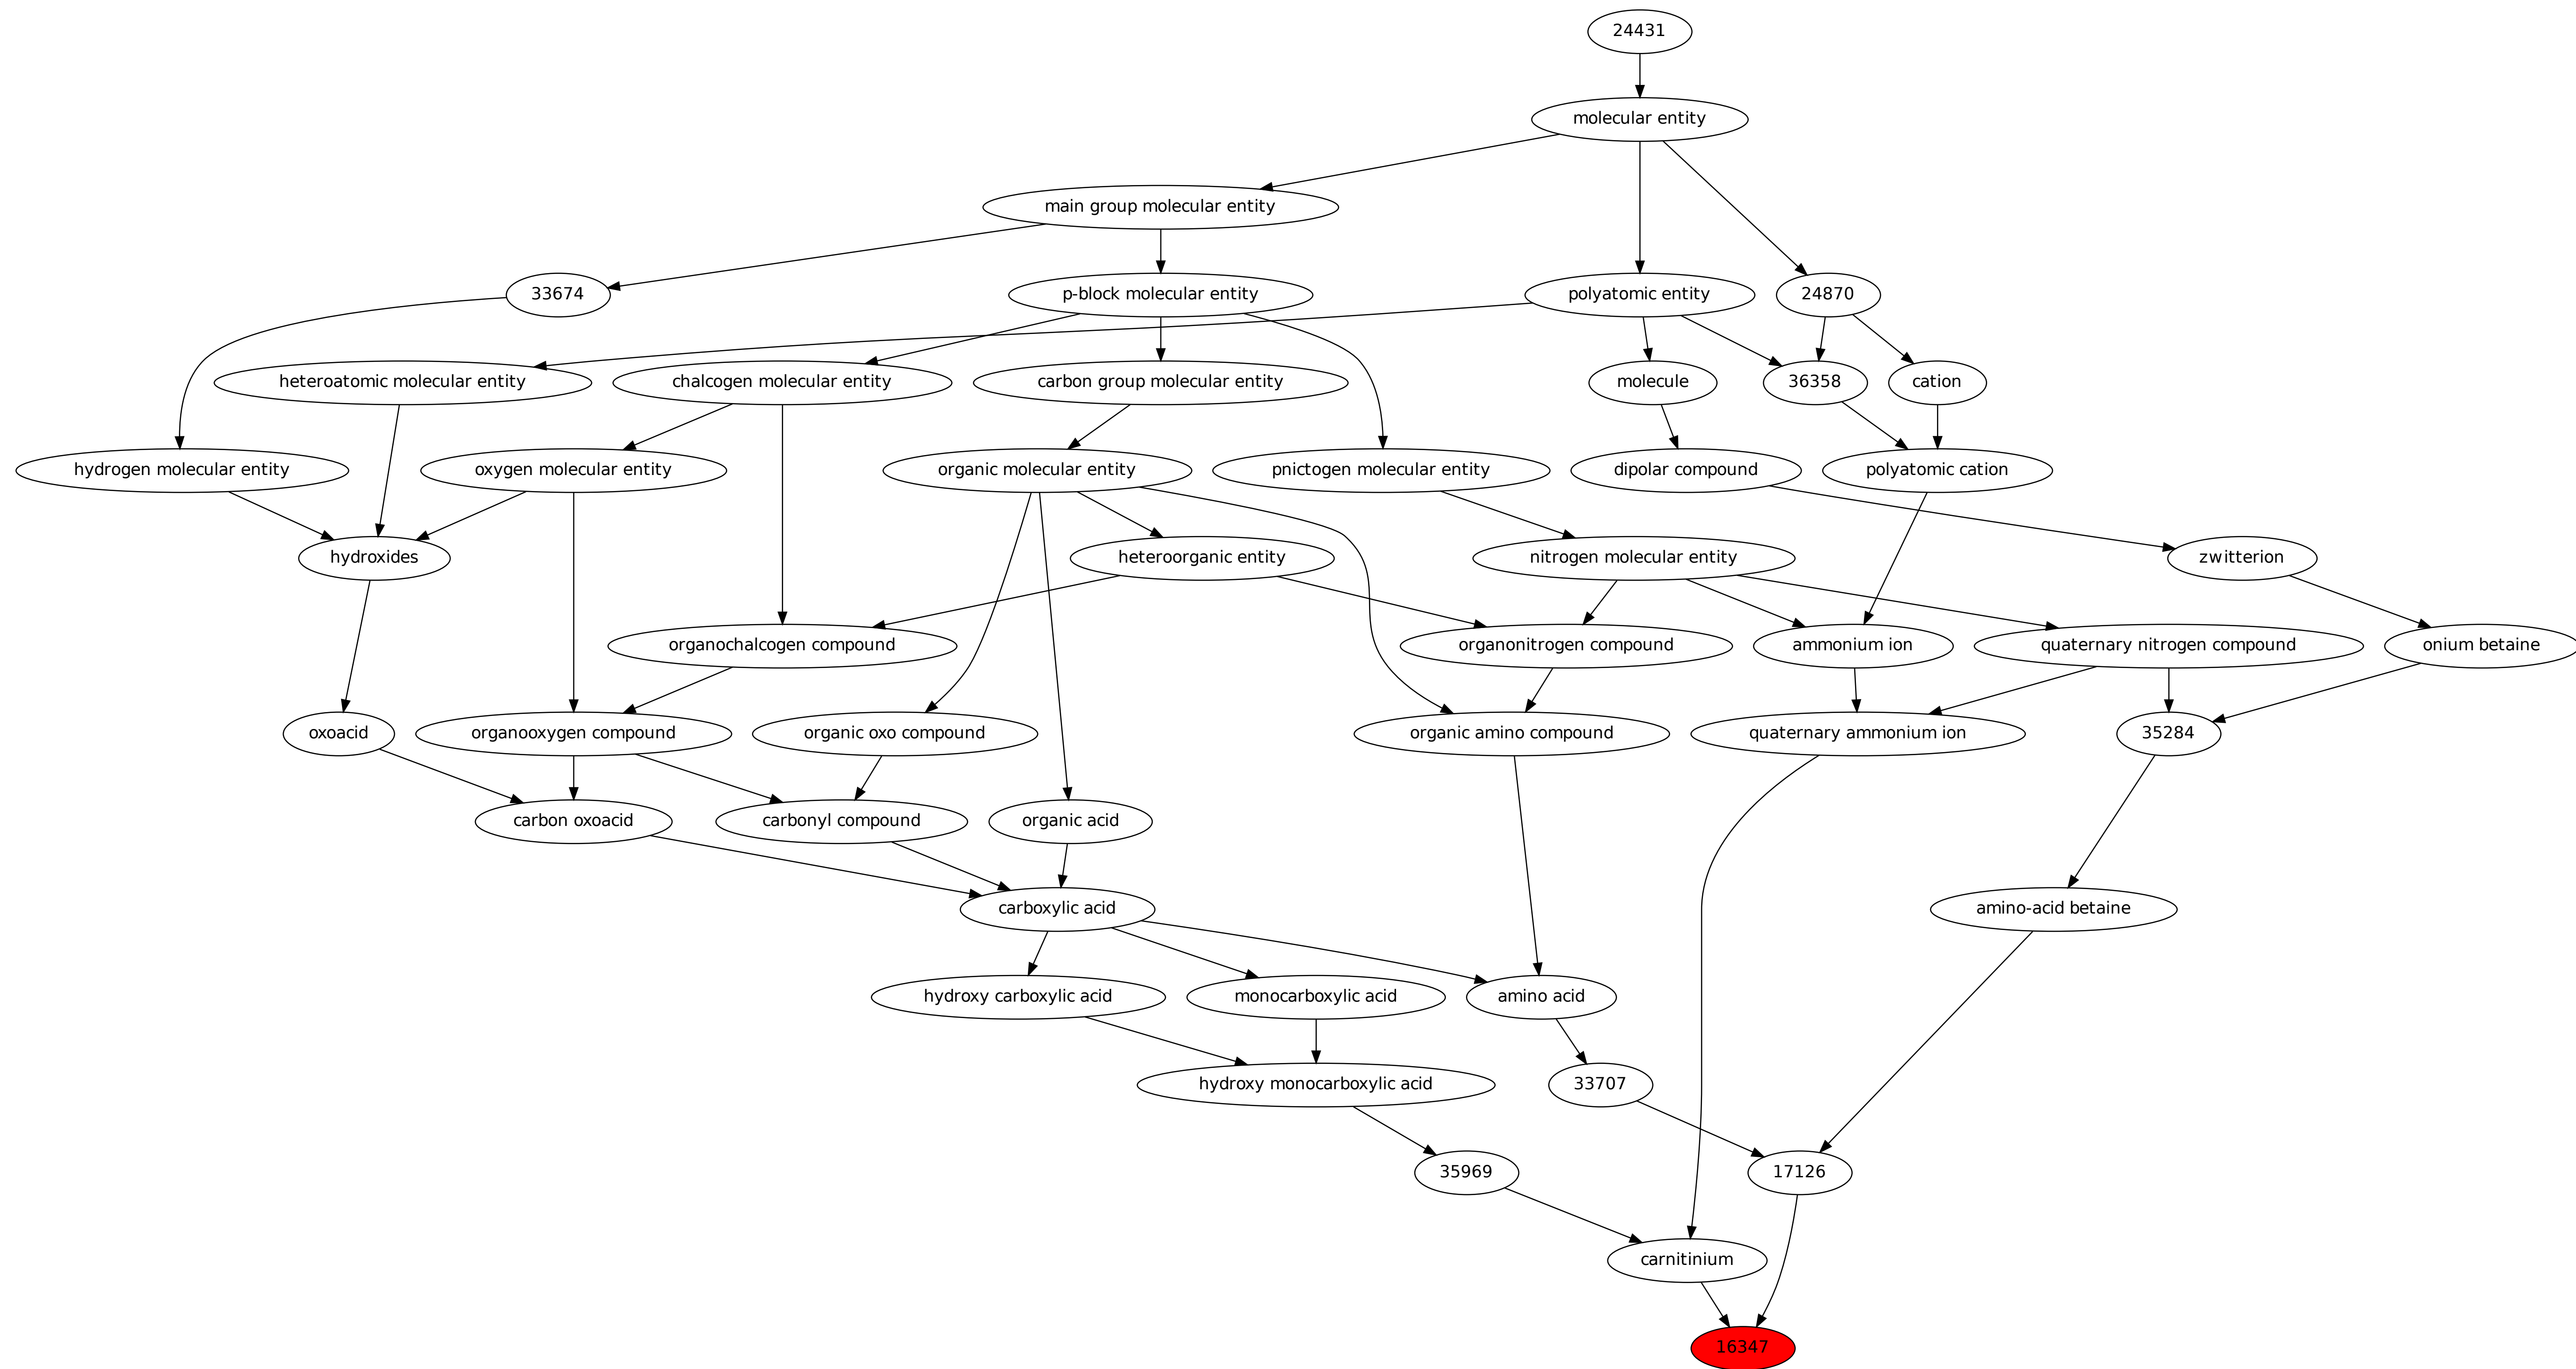 24431
molecular entity
main group molecular entity
33674
p-block molecular entity
polyatomic entity
24870
heteroatomic molecular entity
chalcogen molecular entity
carbon group molecular entity
molecule
36358
cation
hydrogen molecular entity
oxygen molecular entity
organic molecular entity
pnictogen molecular entity
dipolar compound
polyatomic cation
hydroxides
heteroorganic entity
nitrogen molecular entity
zwitterion
organochalcogen compound
organonitrogen compound
ammonium ion
quaternary nitrogen compound
onium betaine
oxoacid
organooxygen compound
organic oxo compound
organic amino compound
quaternary ammonium ion
35284
carbon oxoacid
carbonyl compound
organic acid
carboxylic acid
amino-acid betaine
hydroxy carboxylic acid
monocarboxylic acid
amino acid
hydroxy monocarboxylic acid
33707
35969
17126
carnitinium
16347